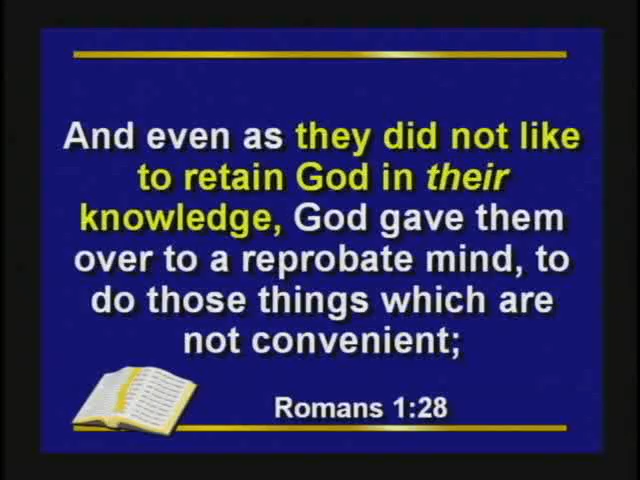 And even as they did not like
to retain God in their
knowledge, God gave them
over to a reprobate mind, to
do those things which are
not convenient;
Romans 1:28